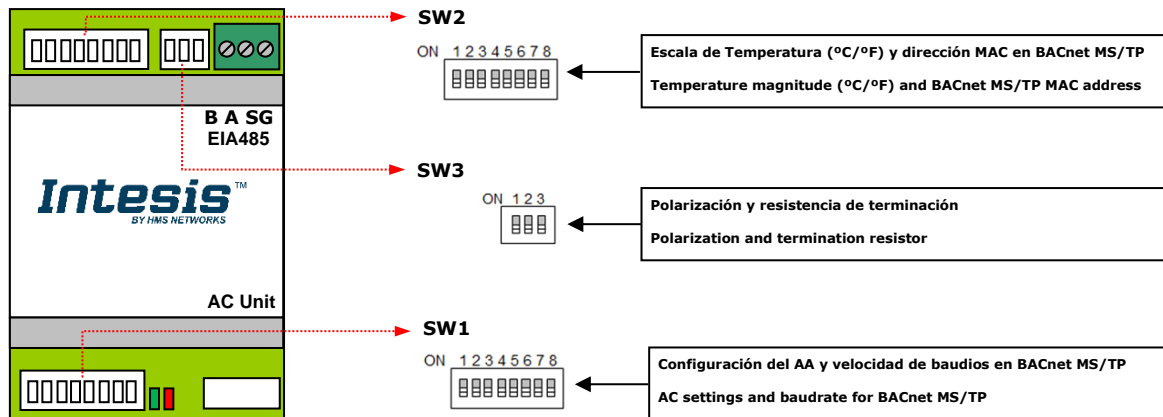 SW2
ON 1 2 3 4 5 6 7 8
Escala de Temperatura (ºC/ºF) y dirección MAC en BACnet MS/TP
Temperature magnitude (ºC/ºF) and BACnet MS/TP MAC address
B A SG
EIA485
SW3
Intesis™
BY HMS NETWORKS
ON 1 2 3
Polarización y resistencia de terminación
Polarization and termination resistor
AC Unit
SW1
ON 1 2 3 4 5 6 7 8
Configuración del AA y velocidad de baudios en BACnet MS/TP
AC settings and baudrate for BACnet MS/TP